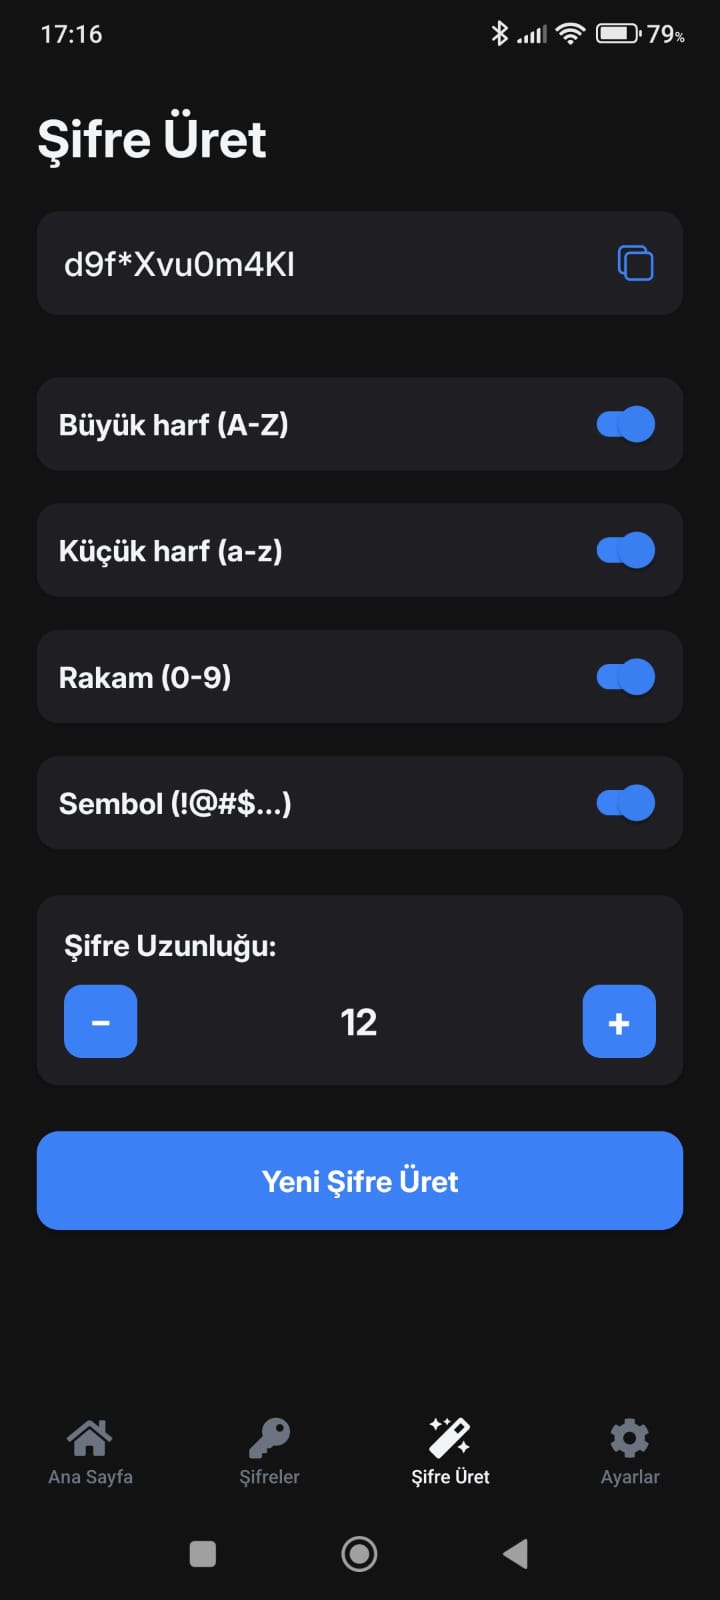 17:16
79%
Şifre Üret
d9f*Xvu0m4Kl
Büyük harf (A-Z)
Küçük harf (a-z)
Rakam (0-9)
Sembol (!@#$...)
Şifre Uzunluğu:
− 12 +
Yeni Şifre Üret
Ana Sayfa Şifreler Şifre Üret Ayarlar